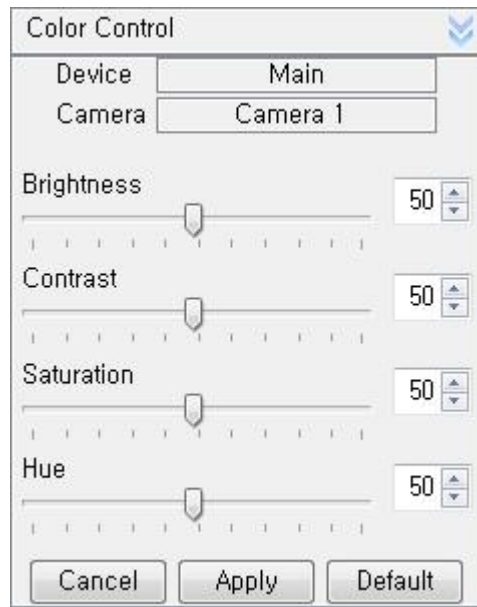 Color Control
Device Main
Camera Camera 1
Brightness
50
Contrast
50
Saturation
50
Hue
50
Cancel Apply Default